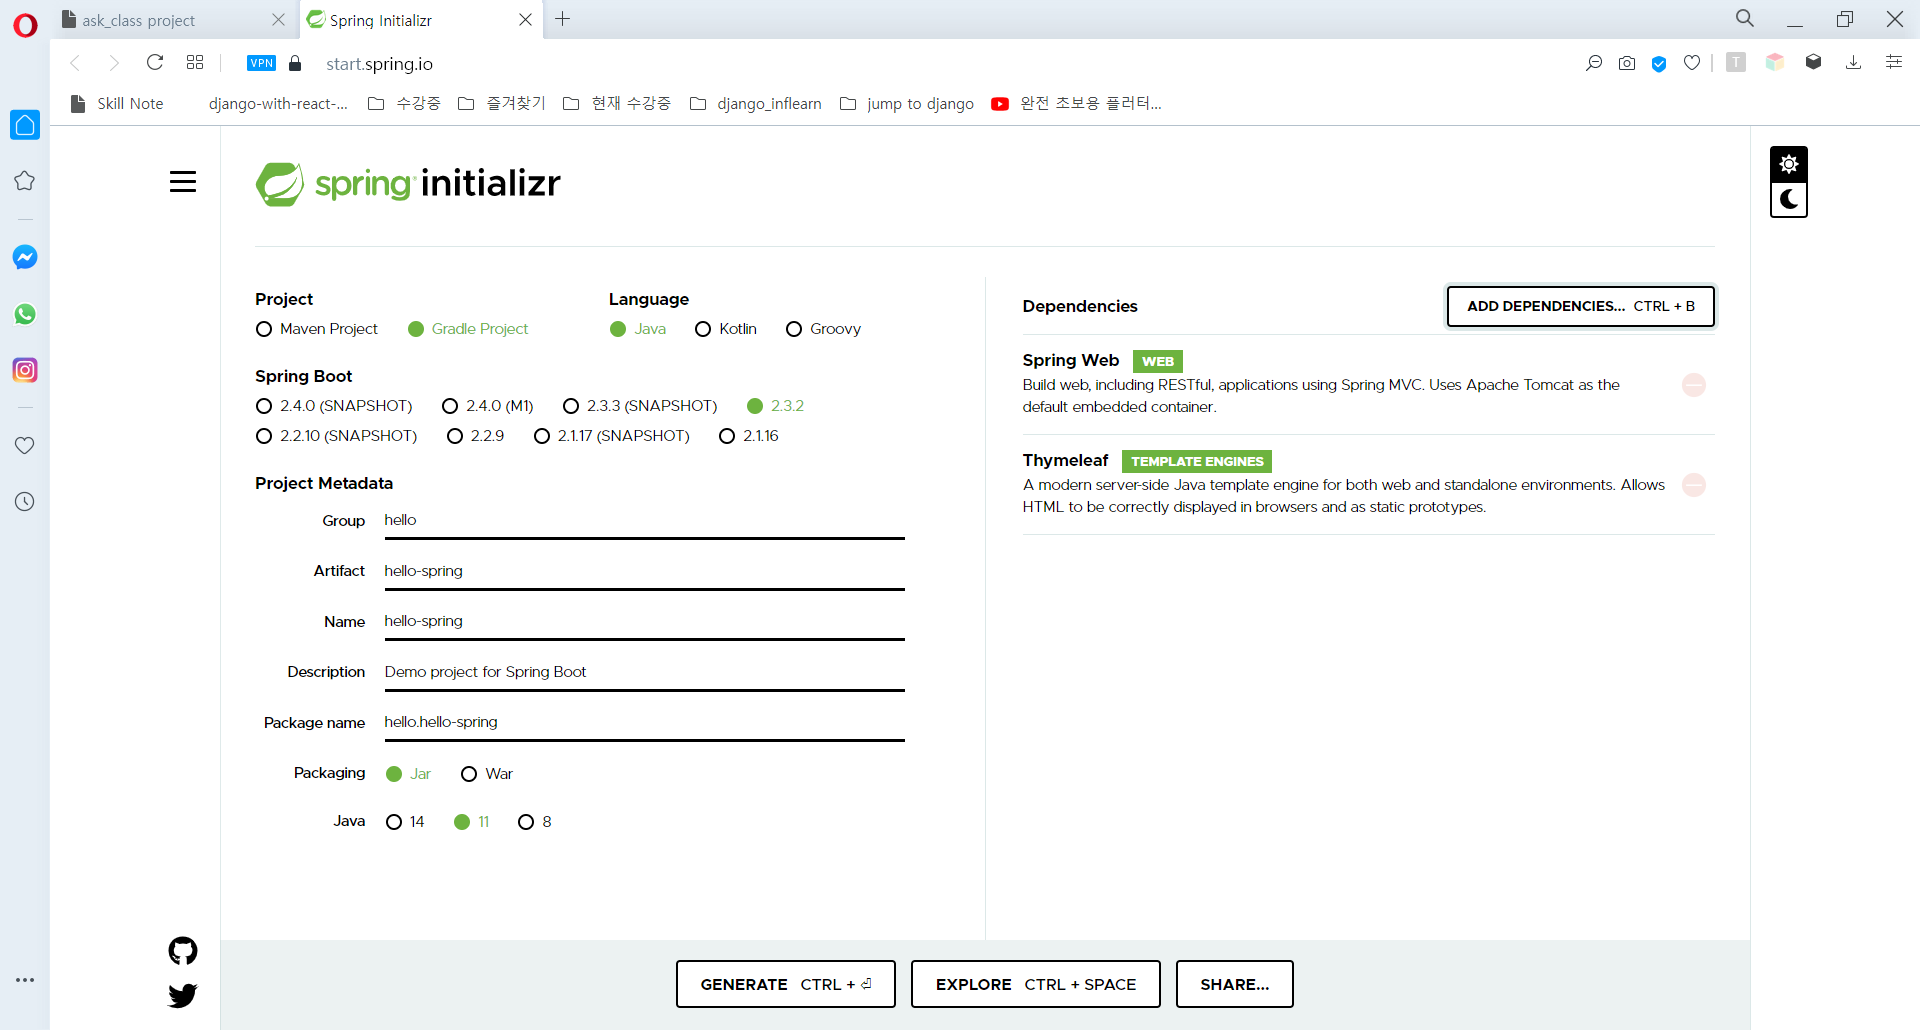 ask_class project
Spring Initializr
VPN
start.spring.io
T
Skill Note
django-with-react-...
수강중
즐겨찾기
현재 수강중
django_inflearn
jump to django
완전 초보용 플러터...
spring initializr
Project
Maven Project
Gradle Project
Language
Java
Kotlin
Groovy
Spring Boot
2.4.0 (SNAPSHOT)
2.4.0 (M1)
2.3.3 (SNAPSHOT)
2.3.2
2.2.10 (SNAPSHOT)
2.2.9
2.1.17 (SNAPSHOT)
2.1.16
Project Metadata
Group
hello
Artifact
hello-spring
Name
hello-spring
Description
Demo project for Spring Boot
Package name
hello.hello-spring
Packaging
Jar
War
Java
14
11
8
Dependencies
ADD DEPENDENCIES... CTRL + B
Spring Web WEB
Build web, including RESTful, applications using Spring MVC. Uses Apache Tomcat as the
default embedded container.
Thymeleaf TEMPLATE ENGINES
A modern server-side Java template engine for both web and standalone environments. Allows
HTML to be correctly displayed in browsers and as static prototypes.
GENERATE CTRL + ⏎
EXPLORE CTRL + SPACE
SHARE...